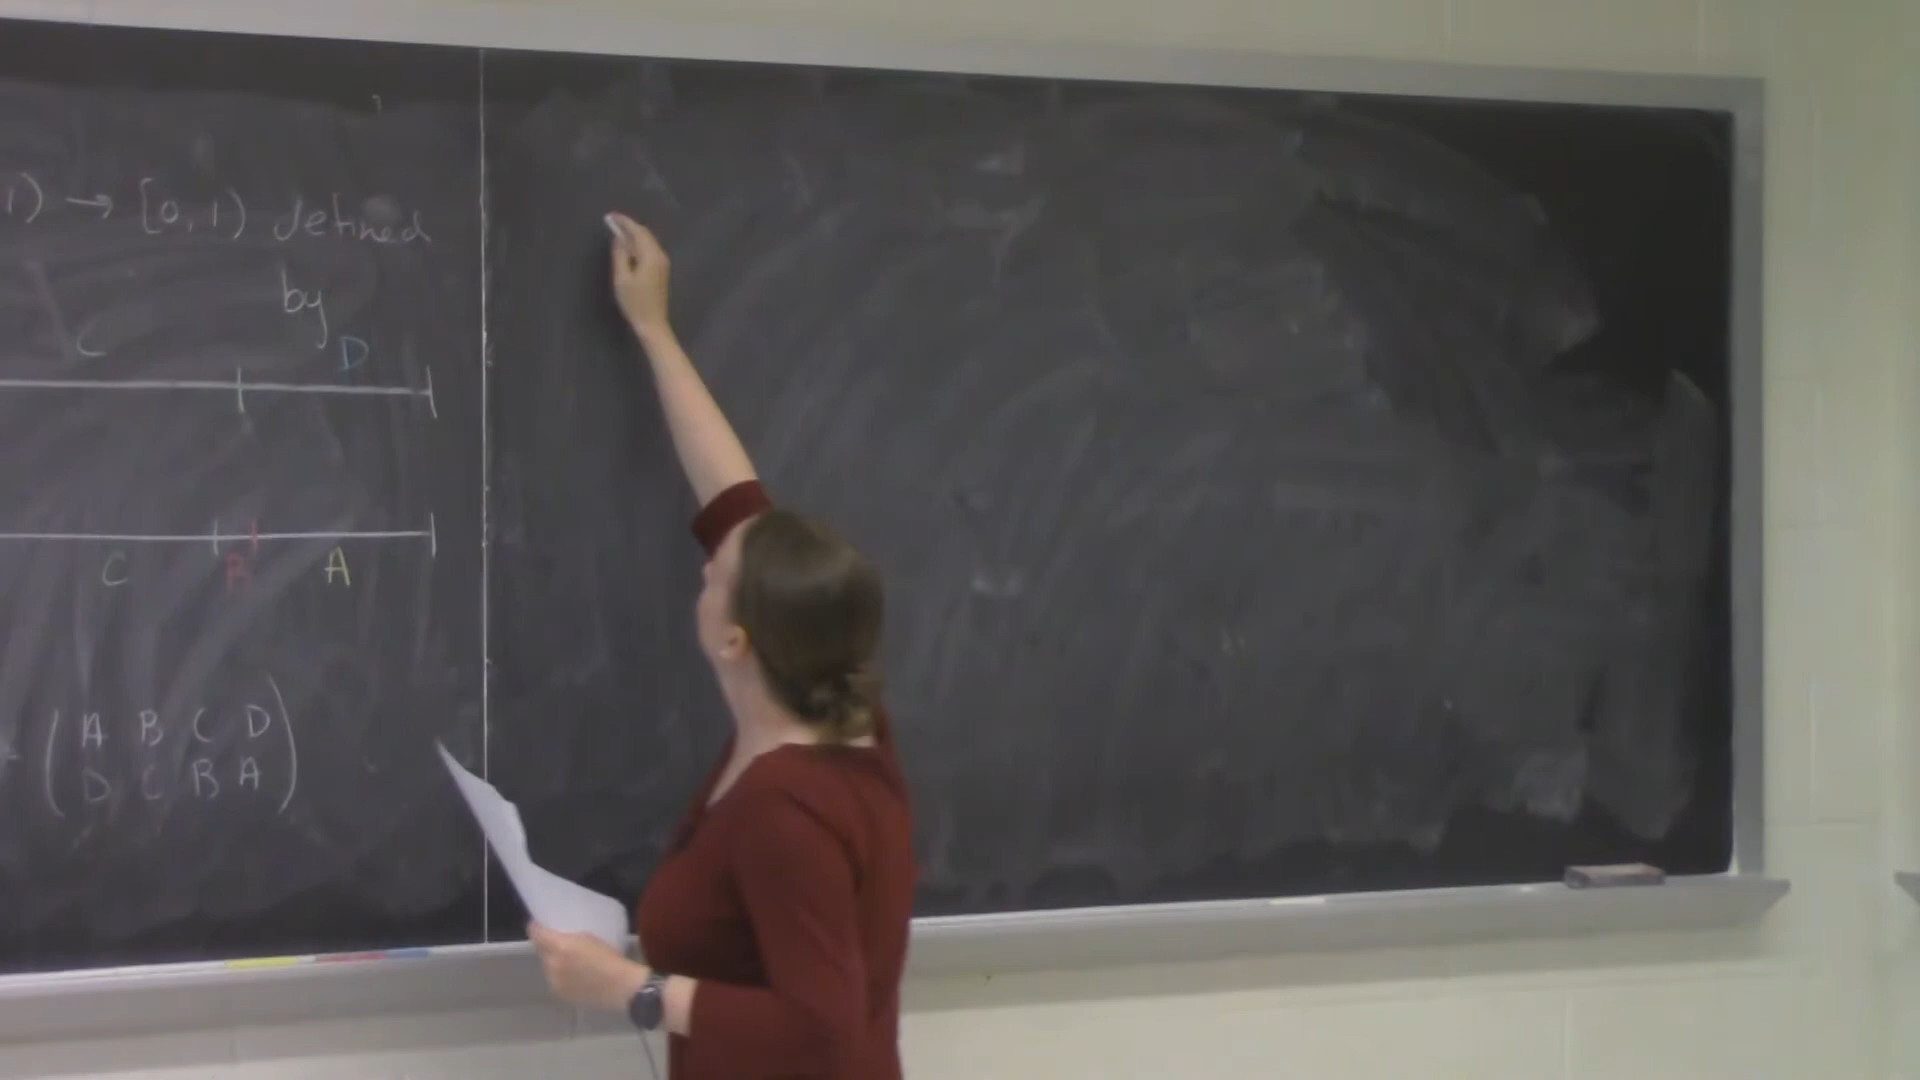 1) → [0, 1) defined
by
C D
C B A
( A B C D )
( D C B A )